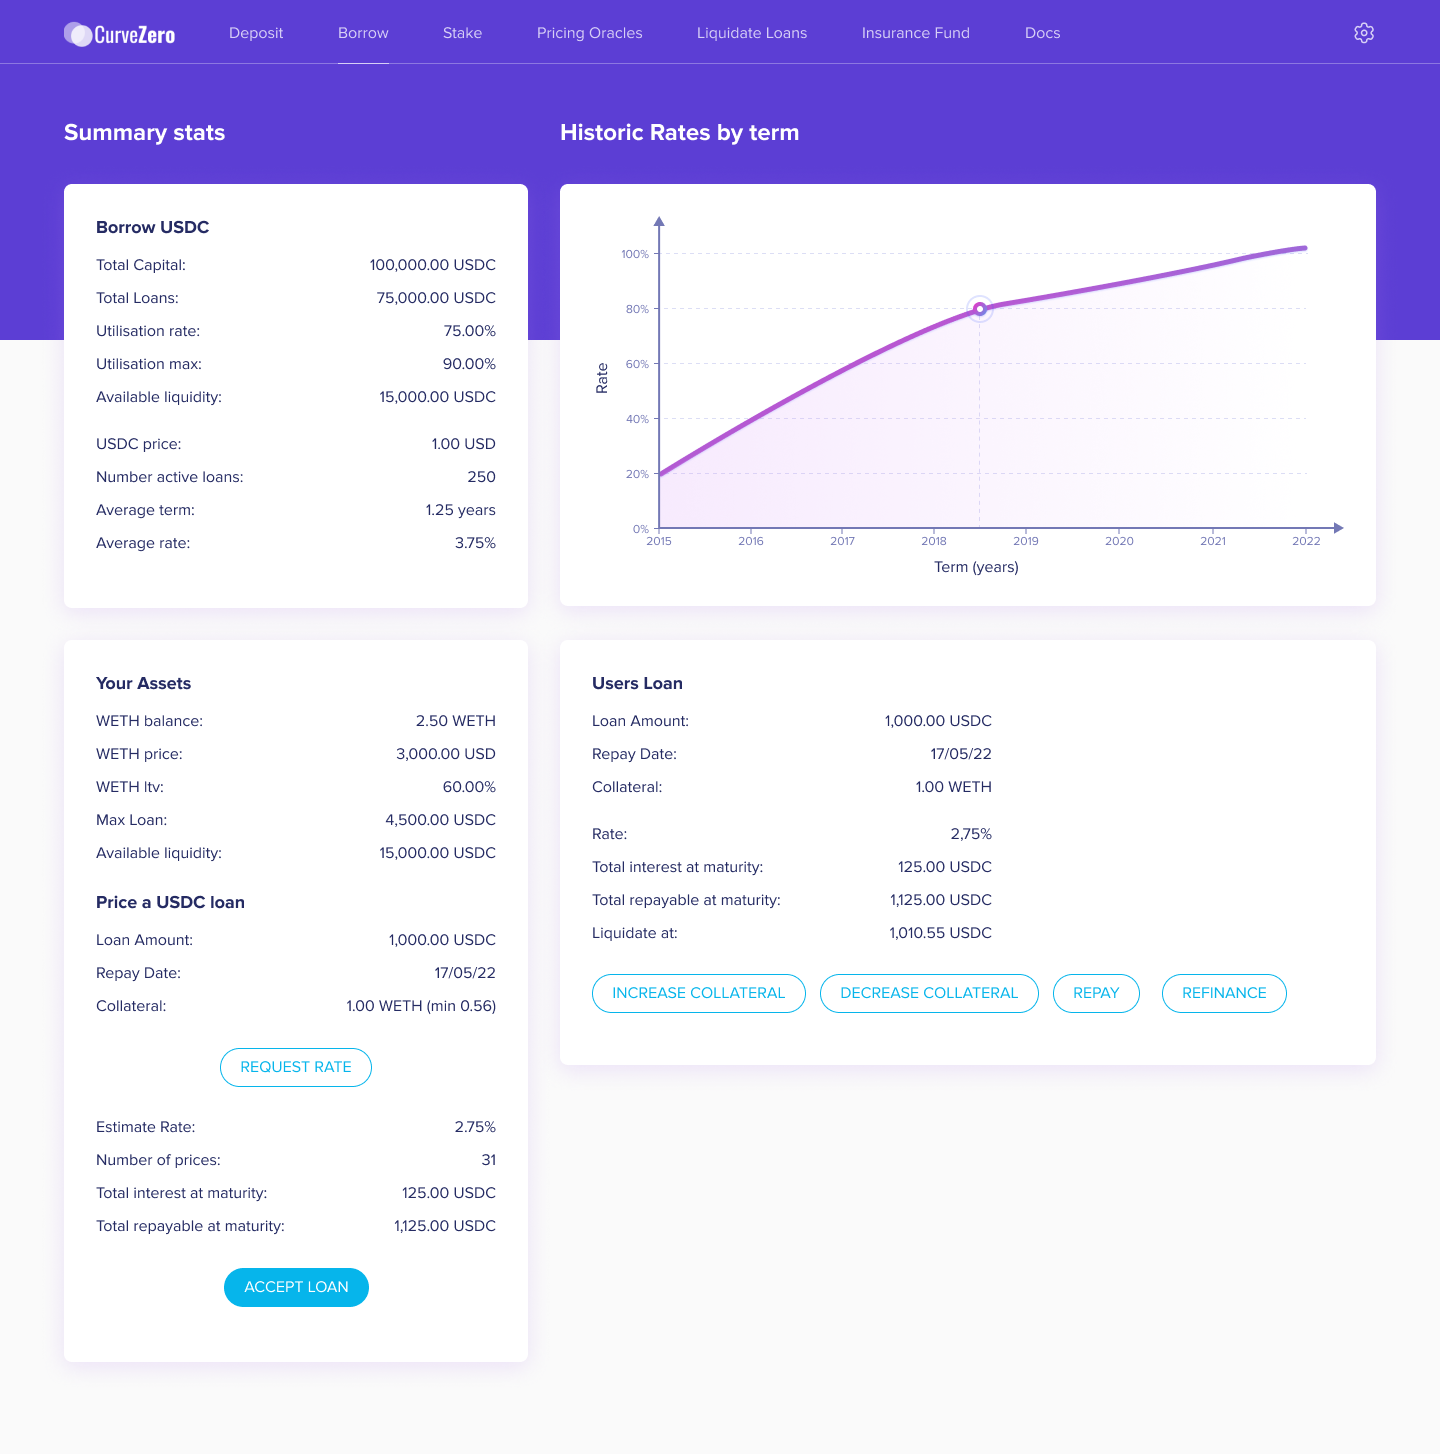 CurveZero Deposit Borrow Stake Pricing Oracles Liquidate Loans Insurance Fund Docs
Summary stats
Borrow USDC
Total Capital: 100,000.00 USDC
Total Loans: 75,000.00 USDC
Utilisation rate: 75.00%
Utilisation max: 90.00%
Available liquidity: 15,000.00 USDC
USDC price: 1.00 USD
Number active loans: 250
Average term: 1.25 years
Average rate: 3.75%
Historic Rates by term
Rate
100%
80%
60%
40%
20%
0%
2015 2016 2017 2018 2019 2020 2021 2022
Term (years)
Your Assets
WETH balance: 2.50 WETH
WETH price: 3,000.00 USD
WETH ltv: 60.00%
Max Loan: 4,500.00 USDC
Available liquidity: 15,000.00 USDC
Price a USDC loan
Loan Amount: 1,000.00 USDC
Repay Date: 17/05/22
Collateral: 1.00 WETH (min 0.56)
REQUEST RATE
Estimate Rate: 2.75%
Number of prices: 31
Total interest at maturity: 125.00 USDC
Total repayable at maturity: 1,125.00 USDC
ACCEPT LOAN
Users Loan
Loan Amount: 1,000.00 USDC
Repay Date: 17/05/22
Collateral: 1.00 WETH
Rate: 2,75%
Total interest at maturity: 125.00 USDC
Total repayable at maturity: 1,125.00 USDC
Liquidate at: 1,010.55 USDC
INCREASE COLLATERAL DECREASE COLLATERAL REPAY REFINANCE